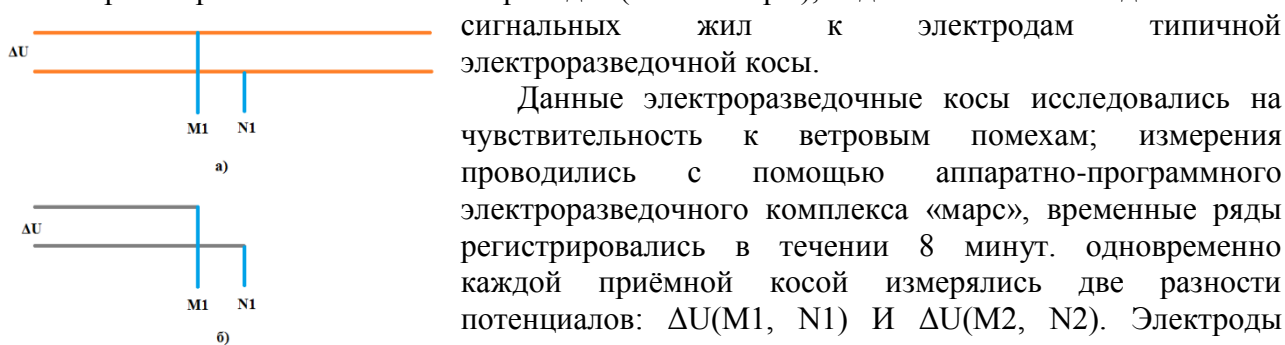 ΔU
M1 N1
а)
ΔU
M1 N1
б)
сигнальных жил к электродам типичной
электроразведочной косы.
Данные электроразведочные косы исследовались на
чувствительность к ветровым помехам; измерения
проводились с помощью аппаратно-программного
электроразведочного комплекса «марс», временные ряды
регистрировались в течении 8 минут. одновременно
каждой приёмной косой измерялись две разности
потенциалов: ΔU(M1, N1) И ΔU(M2, N2). Электроды